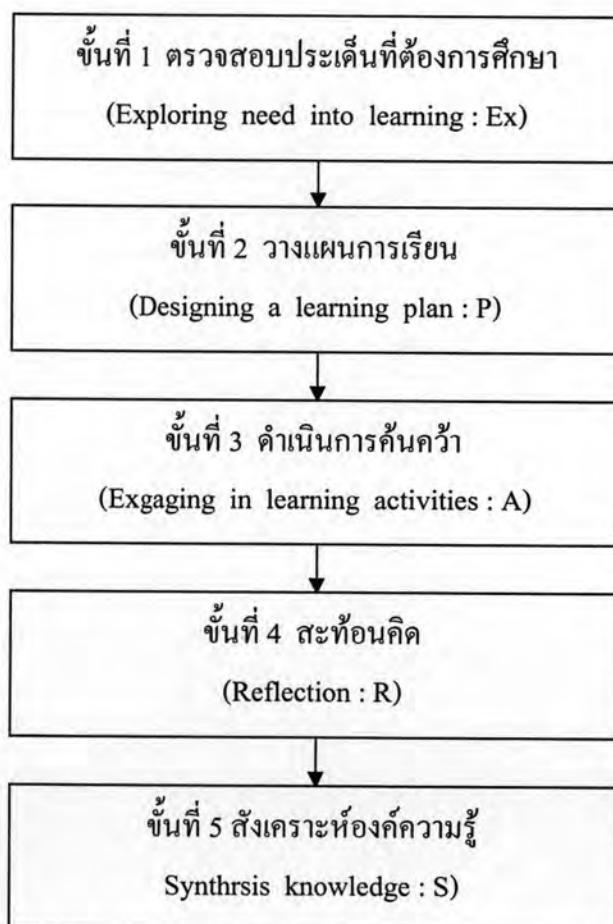 ขั้นที่ 1 ตรวจสอบประเด็นที่ต้องการศึกษา
(Exploring need into learning : Ex)
ขั้นที่ 2 วางแผนการเรียน
(Designing a learning plan : P)
ขั้นที่ 3 ดำเนินการค้นคว้า
(Exgaging in learning activities : A)
ขั้นที่ 4 สะท้อนคิด
(Reflection : R)
ขั้นที่ 5 สังเคราะห์องค์ความรู้
Synthrsis knowledge : S)